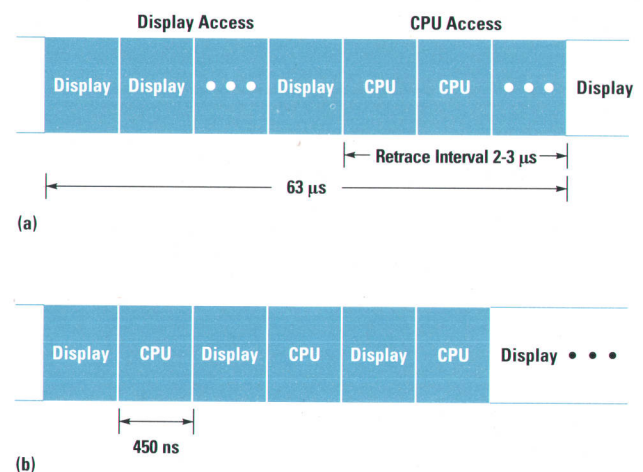 Display Access CPU Access
Display Display • • • Display CPU CPU • • • Display
Retrace Interval 2-3 µs
63 µs
(a)
Display CPU Display CPU Display CPU Display • • •
450 ns
(b)